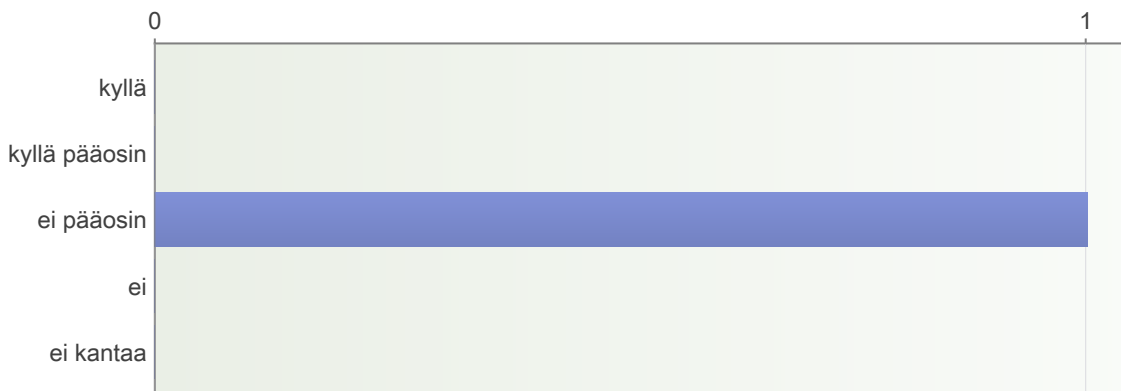 0 1
kyllä
kyllä pääosin
ei pääosin
ei
ei kantaa